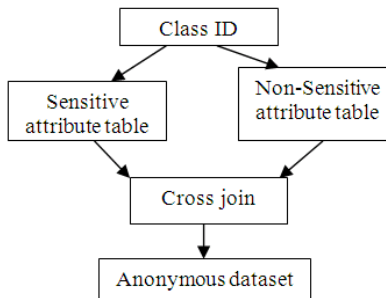 Class ID
Sensitive
attribute table
Non-Sensitive
attribute table
Cross join
Anonymous dataset